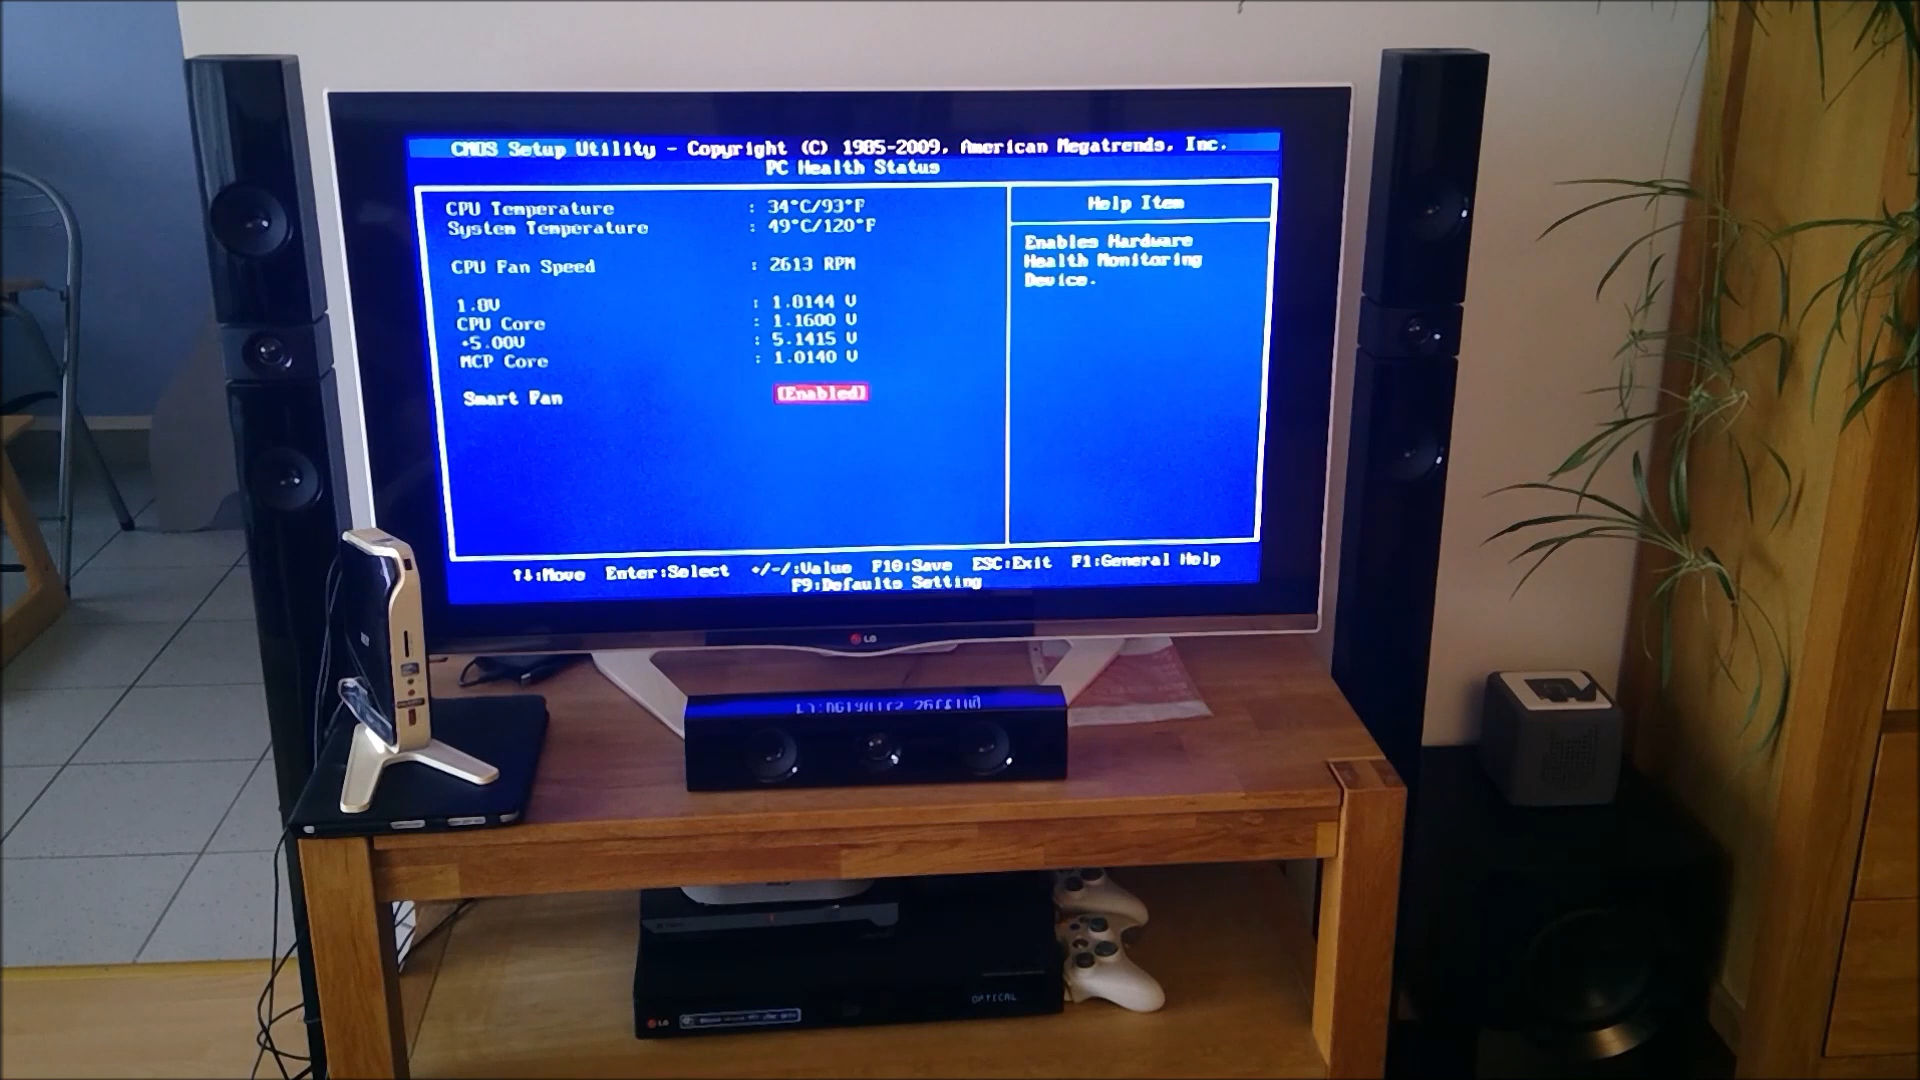 CMOS Setup Utility - Copyright (C) 1985-2009, American Megatrends, Inc.
PC Health Status
CPU Temperature : 34°C/93°F
System Temperature : 49°C/120°F
CPU Fan Speed : 2613 RPM
1.8V : 1.8144 V
CPU Core : 1.1600 V
+5.00V : 5.1415 V
MCP Core : 1.0140 V
Smart Fan [Enabled]
Help Item
Enables Hardware
Health Monitoring
Device.
↑↓:Move Enter:Select +/-/:Value F10:Save ESC:Exit F1:General Help
F9:Defaults Setting
LG
OPTICAL
LG